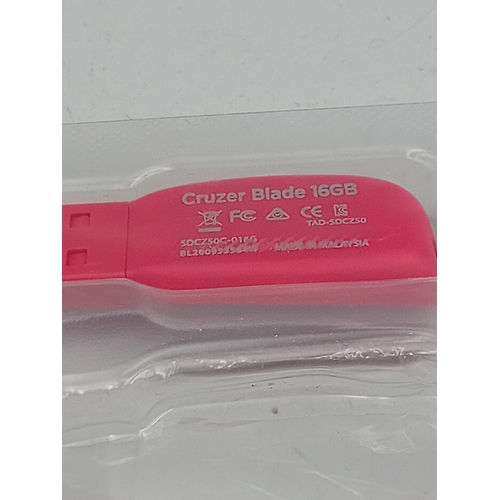 Cruzer Blade 16GB
FC CE
TAD-SDCZ50
SDCZ50C-016G
MADE IN MALAYSIA